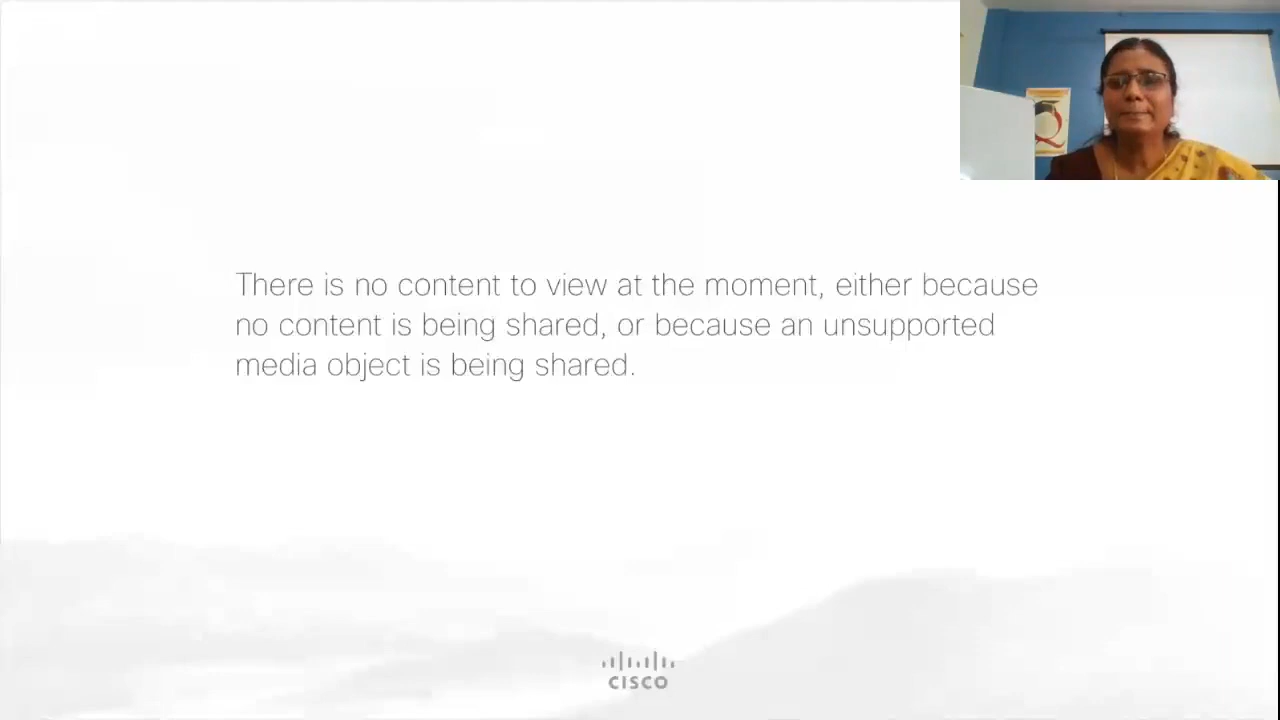 There is no content to view at the moment, either because
no content is being shared, or because an unsupported
media object is being shared.
CISCO
Q